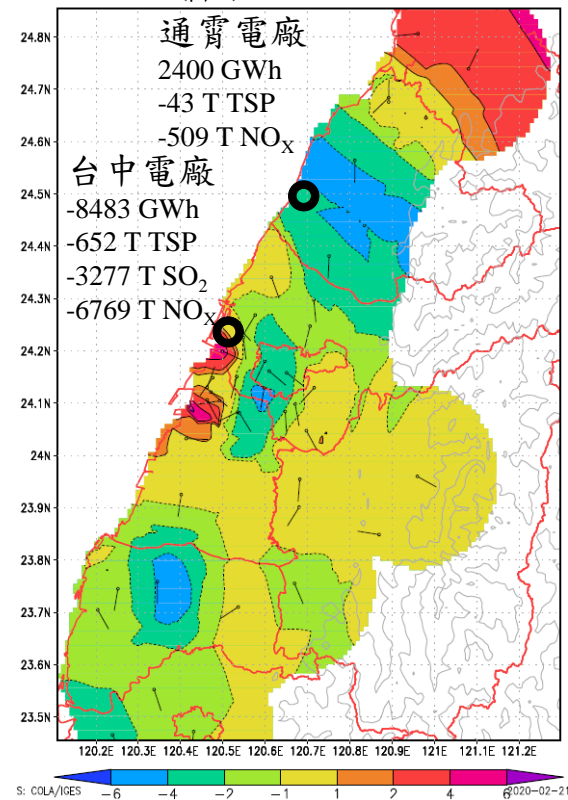 通霄電廠
2400 GWh
-43 T TSP
-509 T NOX
台中電廠
-8483 GWh
-652 T TSP
-3277 T SO2
-6769 T NOX
24.8N
24.7N
24.6N
24.5N
24.4N
24.3N
24.2N
24.1N
24N
23.9N
23.8N
23.7N
23.6N
23.5N
120.2E 120.3E 120.4E 120.5E 120.6E 120.7E 120.8E 120.9E 121E 121.1E 121.2E
-6 -4 -2 -1 1 2 4 6
S: COLA/IGES
2020-02-21